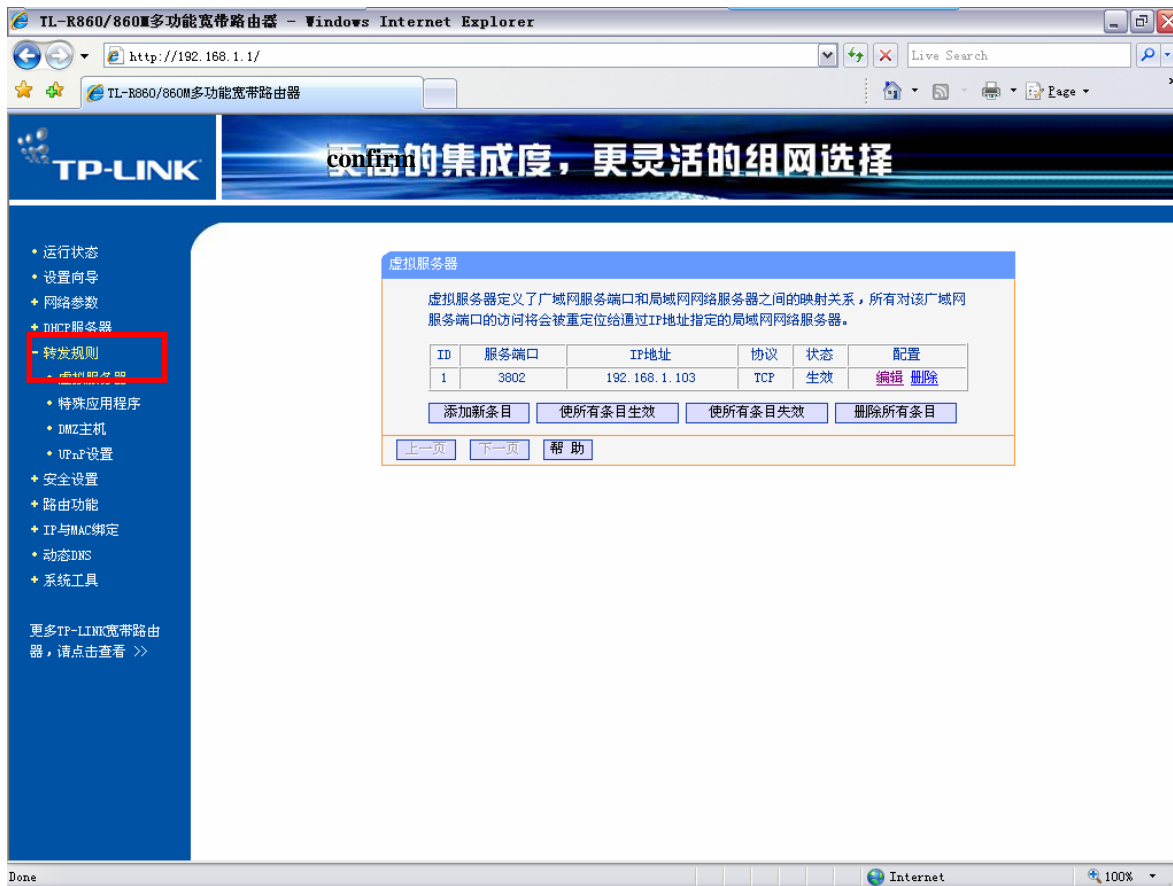 TL-R860/860M多功能宽带路由器 - Windows Internet Explorer
http://192.168.1.1/
Live Search
TL-R860/860M多功能宽带路由器
Page
TP-LINK
confirm
更高的集成度，更灵活的组网选择
• 运行状态
• 设置向导
+ 网络参数
+ DHCP服务器
- 转发规则
• 虚拟服务器
• 特殊应用程序
• DMZ主机
• UPnP设置
+ 安全设置
+ 路由功能
+ IP与MAC绑定
• 动态DNS
+ 系统工具
更多TP-LINK宽带路由
器，请点击查看 >>
虚拟服务器
虚拟服务器定义了广域网服务端口和局域网网络服务器之间的映射关系，所有对该广域网
服务端口的访问将会被重定位给通过IP地址指定的局域网网络服务器。
ID 服务端口 IP地址 协议 状态 配置
1 3802 192.168.1.103 TCP 生效 编辑 删除
添加新条目 使所有条目生效 使所有条目失效 删除所有条目
上一页 下一页 帮 助
Done
Internet
100%